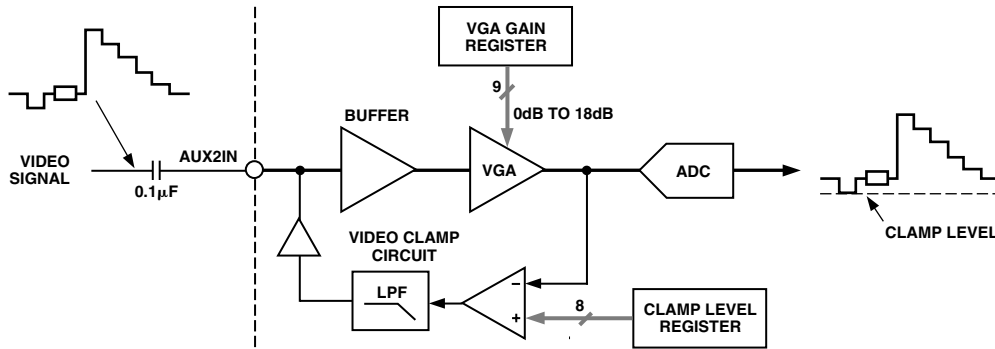 VGA GAIN
REGISTER
9
0dB TO 18dB
BUFFER
VIDEO
SIGNAL
AUX2IN
0.1μF
VGA
ADC
CLAMP LEVEL
VIDEO CLAMP
CIRCUIT
LPF
–
+
8
CLAMP LEVEL
REGISTER